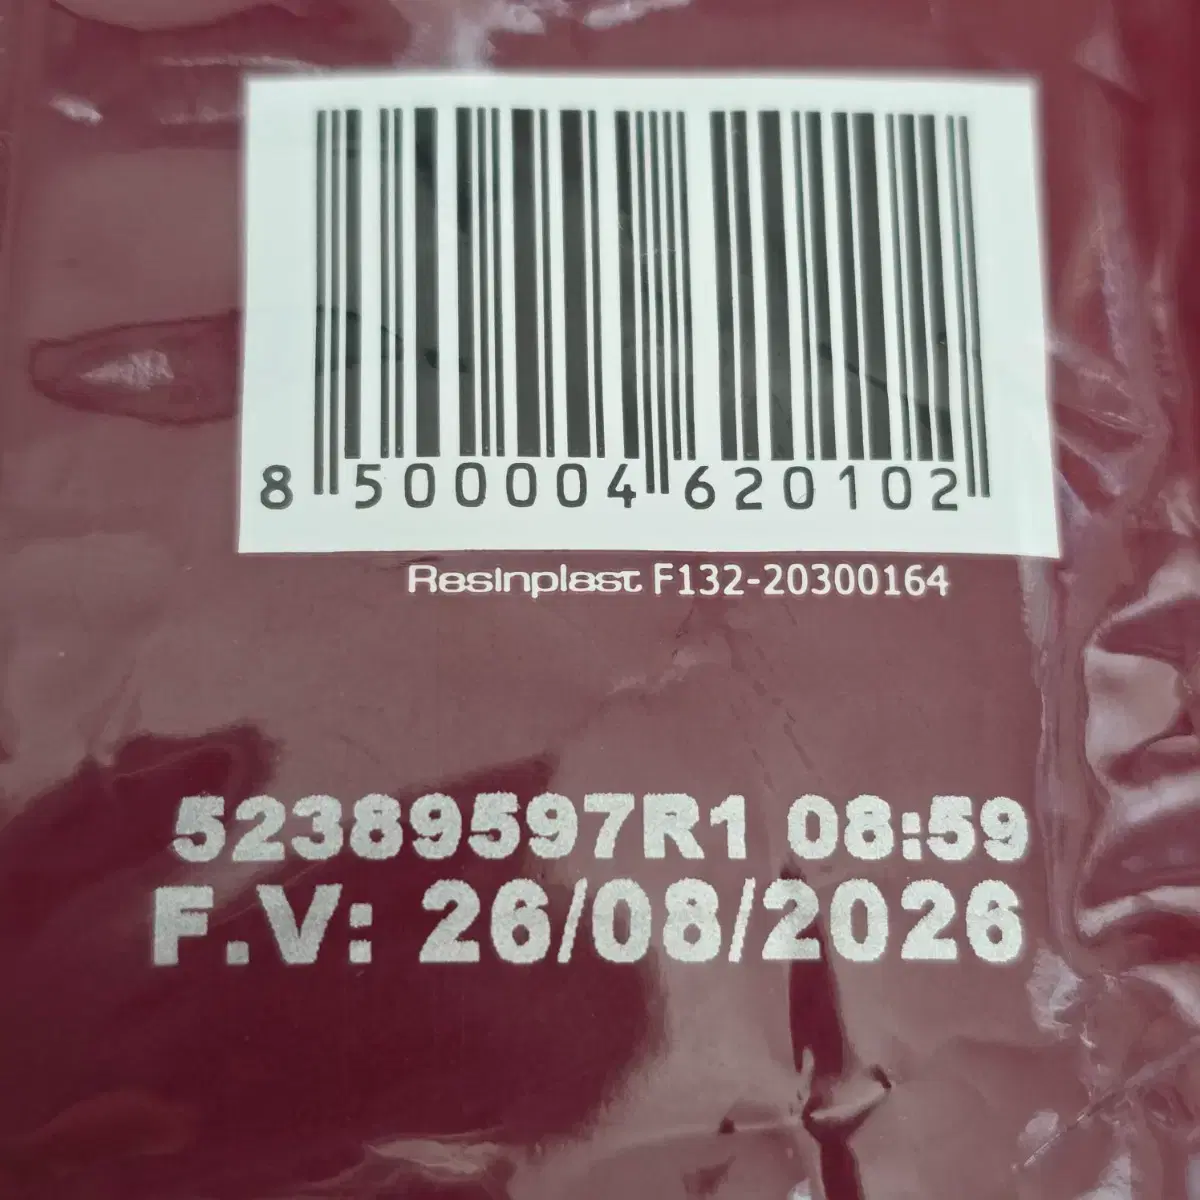 8 500004 620102
Resinplast F132-20300164
52389597R1 08:59
F.V: 26/08/2026